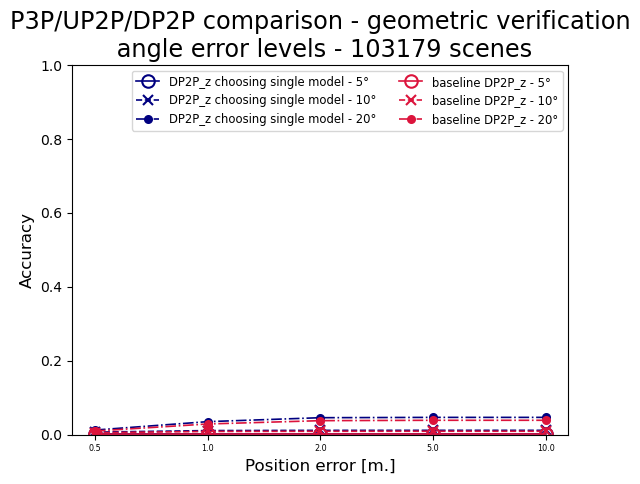 P3P/UP2P/DP2P comparison - geometric verification
angle error levels - 103179 scenes
DP2P_z choosing single model - 5°
DP2P_z choosing single model - 10°
DP2P_z choosing single model - 20°
baseline DP2P_z - 5°
baseline DP2P_z - 10°
baseline DP2P_z - 20°
Accuracy
1.0
0.8
0.6
0.4
0.2
0.0
0.5 1.0 2.0 5.0 10.0
Position error [m.]